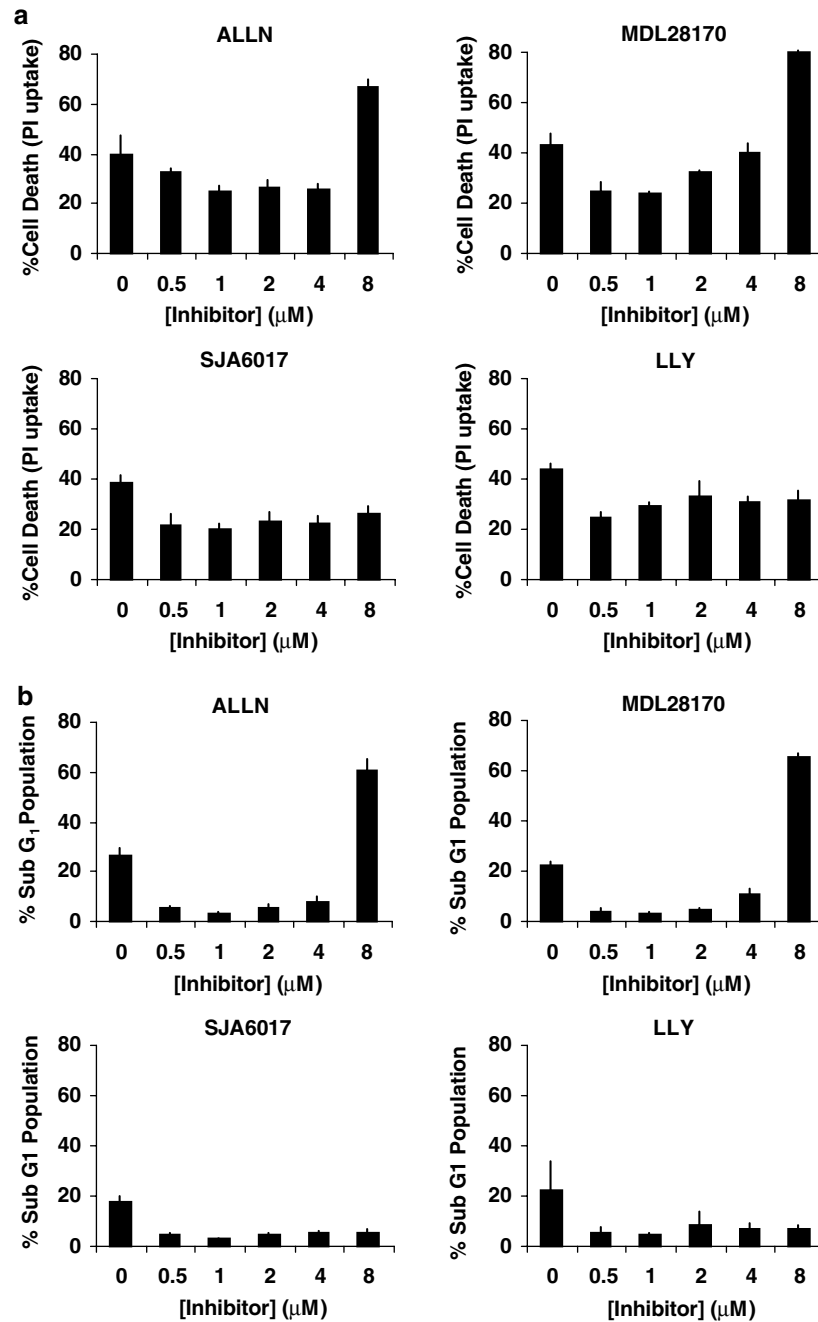 a
ALLN
%Cell Death (PI uptake)
80
60
40
20
0
0 0.5 1 2 4 8
[Inhibitor] (μM)
MDL28170
%Cell Death (PI uptake)
80
60
40
20
0
0 0.5 1 2 4 8
[Inhibitor] (μM)
SJA6017
%Cell Death (PI uptake)
80
60
40
20
0
0 0.5 1 2 4 8
[Inhibitor] (μM)
LLY
%Cell Death (PI uptake)
80
60
40
20
0
0 0.5 1 2 4 8
[Inhibitor] (μM)
b
ALLN
% Sub G₁ Population
80
60
40
20
0
0 0.5 1 2 4 8
[Inhibitor] (μM)
MDL28170
% Sub G1 Population
80
60
40
20
0
0 0.5 1 2 4 8
[Inhibitor] (μM)
SJA6017
% Sub G1 Population
80
60
40
20
0
0 0.5 1 2 4 8
[Inhibitor] (μM)
LLY
% Sub G1 Population
80
60
40
20
0
0 0.5 1 2 4 8
[Inhibitor] (μM)